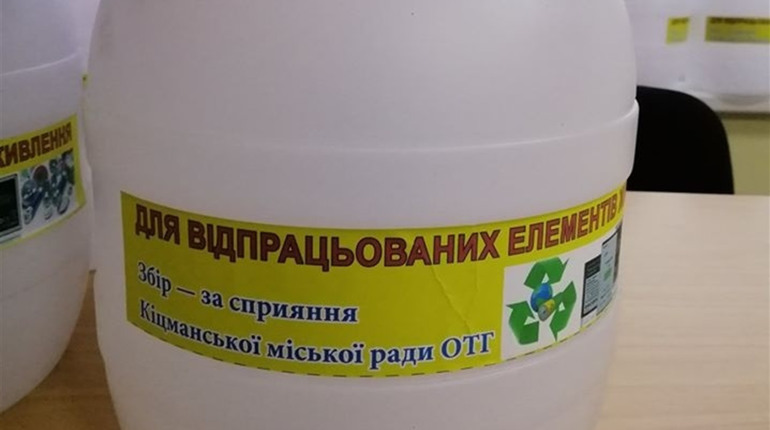 ДЛЯ ВІДПРАЦЬОВАНИХ ЕЛЕМЕНТІВ
Збір — за сприяння
Кіцманської міської ради ОТГ
ЖИВЛЕННЯ